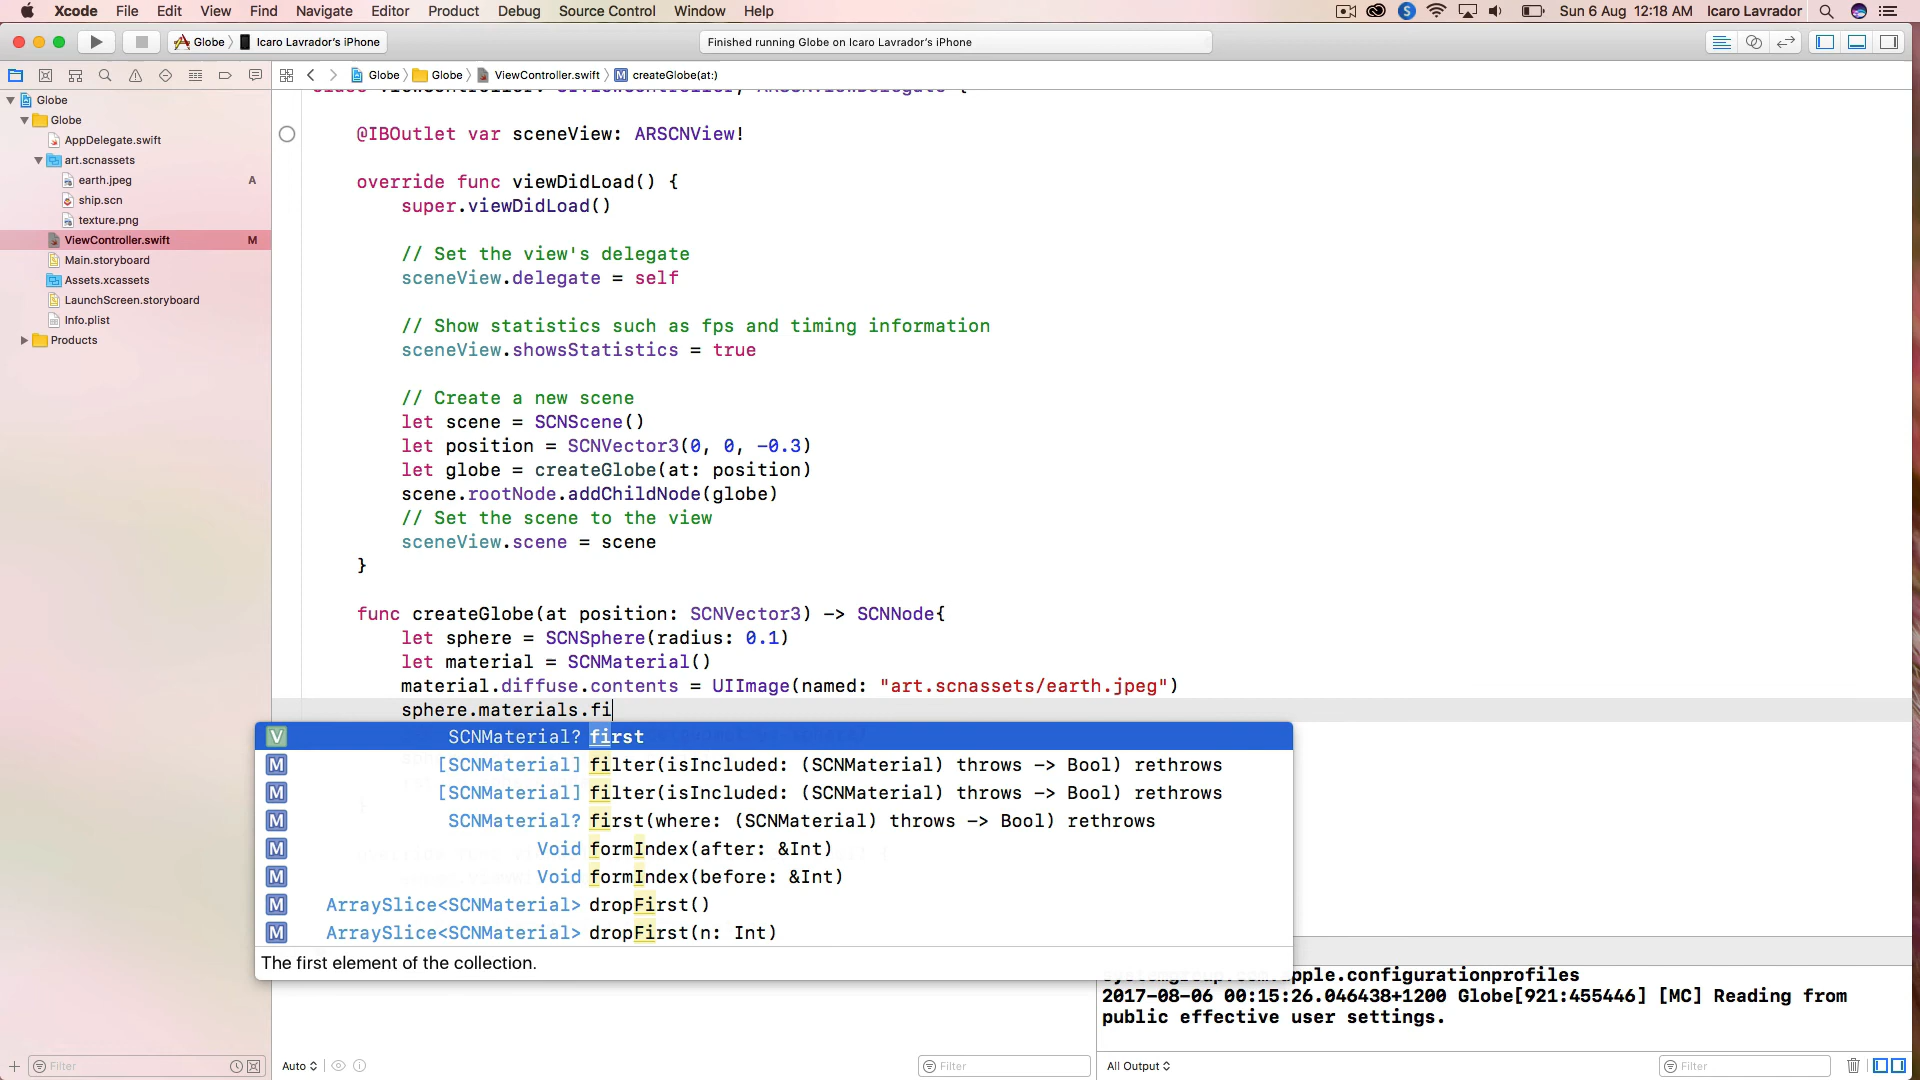 Xcode File Edit View Find Navigate Editor Product Debug Source Control Window Help Sun 6 Aug 12:18 AM Icaro Lavrador
Globe Icaro Lavrador's iPhone Finished running Globe on Icaro Lavrador's iPhone
Globe Globe ViewController.swift M createGlobe(at:)
Globe
Globe
AppDelegate.swift
art.scnassets
earth.jpeg A
ship.scn
texture.png
ViewController.swift M
Main.storyboard
Assets.xcassets
LaunchScreen.storyboard
Info.plist
Products
@IBOutlet var sceneView: ARSCNView!
override func viewDidLoad() {
super.viewDidLoad()
// Set the view's delegate
sceneView.delegate = self
// Show statistics such as fps and timing information
sceneView.showsStatistics = true
// Create a new scene
let scene = SCNScene()
let position = SCNVector3(0, 0, -0.3)
let globe = createGlobe(at: position)
scene.rootNode.addChildNode(globe)
// Set the scene to the view
sceneView.scene = scene
}
func createGlobe(at position: SCNVector3) -> SCNNode{
let sphere = SCNSphere(radius: 0.1)
let material = SCNMaterial()
material.diffuse.contents = UIImage(named: "art.scnassets/earth.jpeg")
sphere.materials.fi
V SCNMaterial? first
M [SCNMaterial] filter(isIncluded: (SCNMaterial) throws -> Bool) rethrows
M [SCNMaterial] filter(isIncluded: (SCNMaterial) throws -> Bool) rethrows
M SCNMaterial? first(where: (SCNMaterial) throws -> Bool) rethrows
M Void formIndex(after: &Int)
M Void formIndex(before: &Int)
M ArraySlice<SCNMaterial> dropFirst()
M ArraySlice<SCNMaterial> dropFirst(n: Int)
The first element of the collection.
2017-08-06 00:15:26.046438+1200 Globe[921:455446] [MC] Reading from
public effective user settings.
Filter Auto Filter All Output Filter